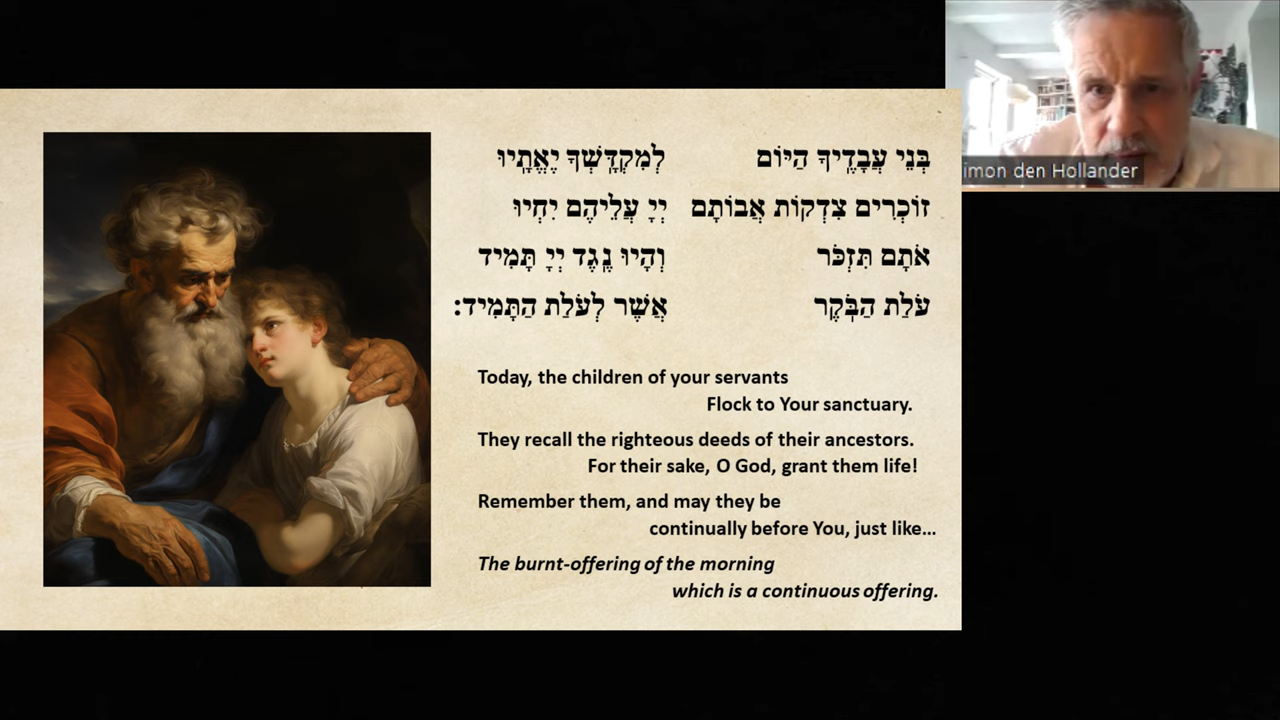 בְּנֵי עֲבָדֶיךָ הַיּוֹם לְמִקְדָּשְׁךָ יֶאֱתָיוּ
זוֹכְרִים צִדְקוֹת אֲבוֹתָם יְיָ עֲלֵיהֶם יִחְיוּ
אֹתָם תִּזְכֹּר וְהָיוּ נֶגֶד יְיָ תָּמִיד
עֹלַת הַבֹּקֶר אֲשֶׁר לְעֹלַת הַתָּמִיד:
Today, the children of your servants
Flock to Your sanctuary.
They recall the righteous deeds of their ancestors.
For their sake, O God, grant them life!
Remember them, and may they be
continually before You, just like…
The burnt-offering of the morning
which is a continuous offering.
imon den Hollander